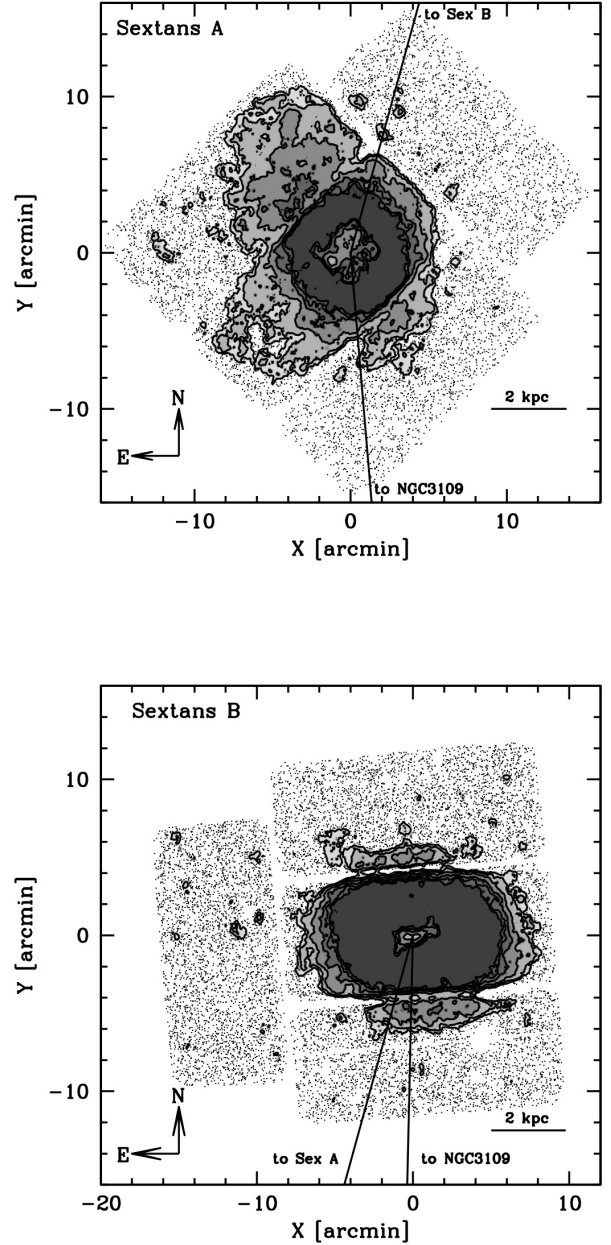 Sextans A
to Sex B
10
0
-10
Y [arcmin]
N
E
2 kpc
to NGC3109
-10 0 10
X [arcmin]
Sextans B
10
0
-10
Y [arcmin]
N
E
2 kpc
to Sex A
to NGC3109
-20 -10 0 10
X [arcmin]